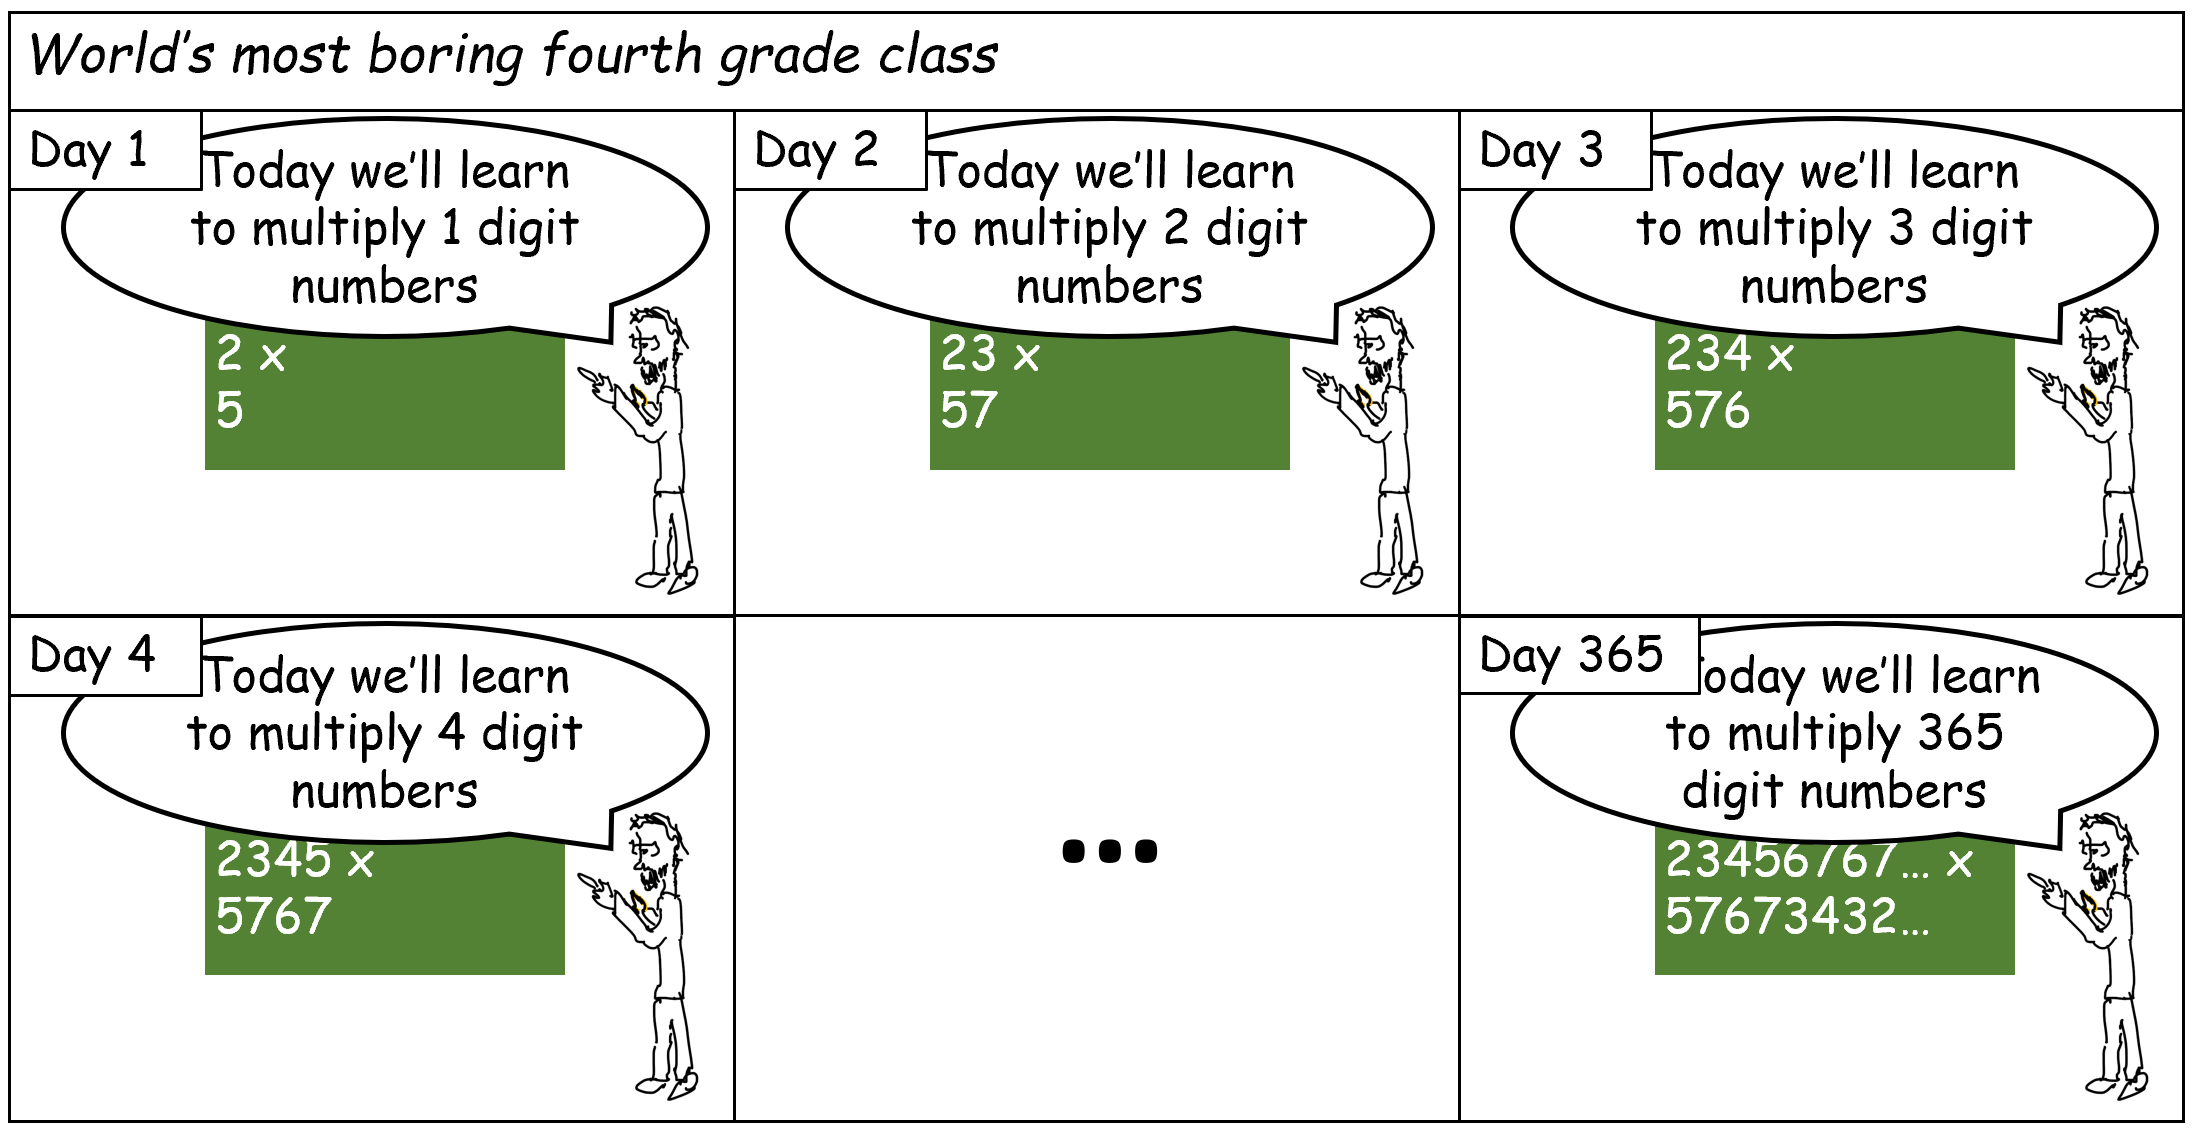 World's most boring fourth grade class
Day 1
Today we'll learn
to multiply 1 digit
numbers
2 x
5
Day 2
Today we'll learn
to multiply 2 digit
numbers
23 x
57
Day 3
Today we'll learn
to multiply 3 digit
numbers
234 x
576
Day 4
Today we'll learn
to multiply 4 digit
numbers
2345 x
5767
...
Day 365
oday we'll learn
to multiply 365
digit numbers
23456767... x
57673432...